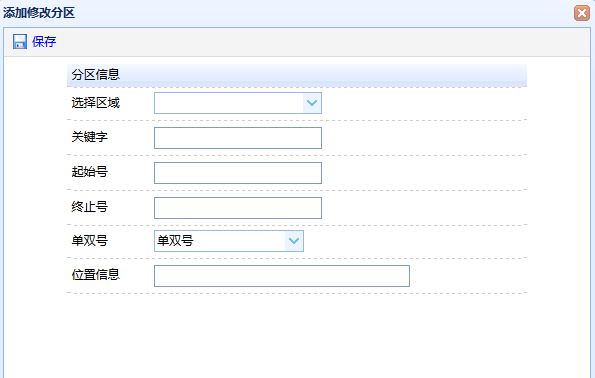 添加修改分区
保存
分区信息
选择区域
关键字
起始号
终止号
单双号 单双号
位置信息